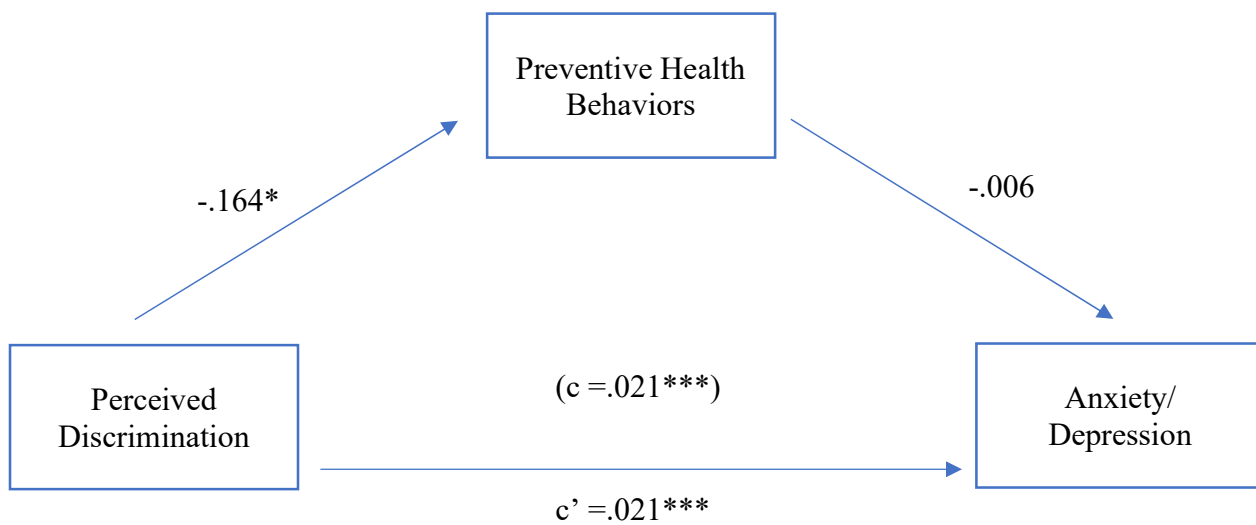 Preventive Health
Behaviors
-.164*
-.006
Perceived
Discrimination
(c =.021***)
c’ =.021***
Anxiety/
Depression